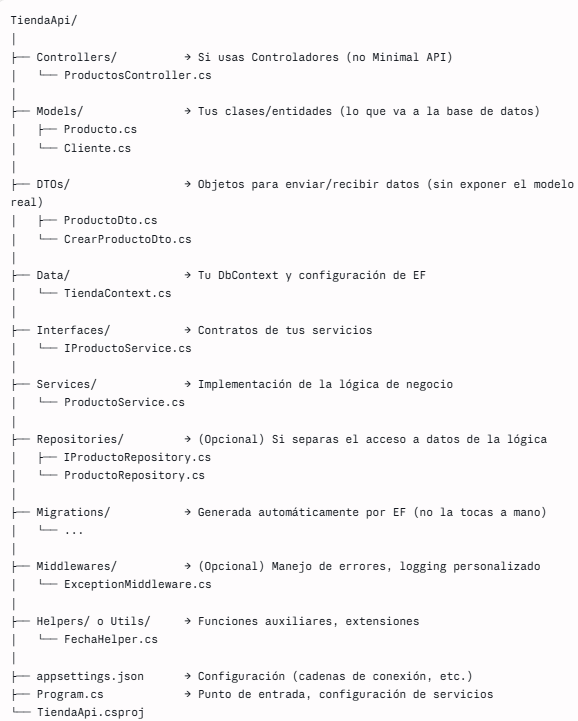 TiendaApi/
│
├── Controllers/          → Si usas Controladores (no Minimal API)
│   └── ProductosController.cs
│
├── Models/               → Tus clases/entidades (lo que va a la base de datos)
│   ├── Producto.cs
│   └── Cliente.cs
│
├── DTOs/                 → Objetos para enviar/recibir datos (sin exponer el modelo
real)
│   ├── ProductoDto.cs
│   └── CrearProductoDto.cs
│
├── Data/                 → Tu DbContext y configuración de EF
│   └── TiendaContext.cs
│
├── Interfaces/           → Contratos de tus servicios
│   └── IProductoService.cs
│
├── Services/             → Implementación de la lógica de negocio
│   └── ProductoService.cs
│
├── Repositories/         → (Opcional) Si separas el acceso a datos de la lógica
│   ├── IProductoRepository.cs
│   └── ProductoRepository.cs
│
├── Migrations/           → Generada automáticamente por EF (no la tocas a mano)
│   └── ...
│
├── Middlewares/          → (Opcional) Manejo de errores, logging personalizado
│   └── ExceptionMiddleware.cs
│
├── Helpers/ o Utils/     → Funciones auxiliares, extensiones
│   └── FechaHelper.cs
│
├── appsettings.json      → Configuración (cadenas de conexión, etc.)
├── Program.cs            → Punto de entrada, configuración de servicios
└── TiendaApi.csproj